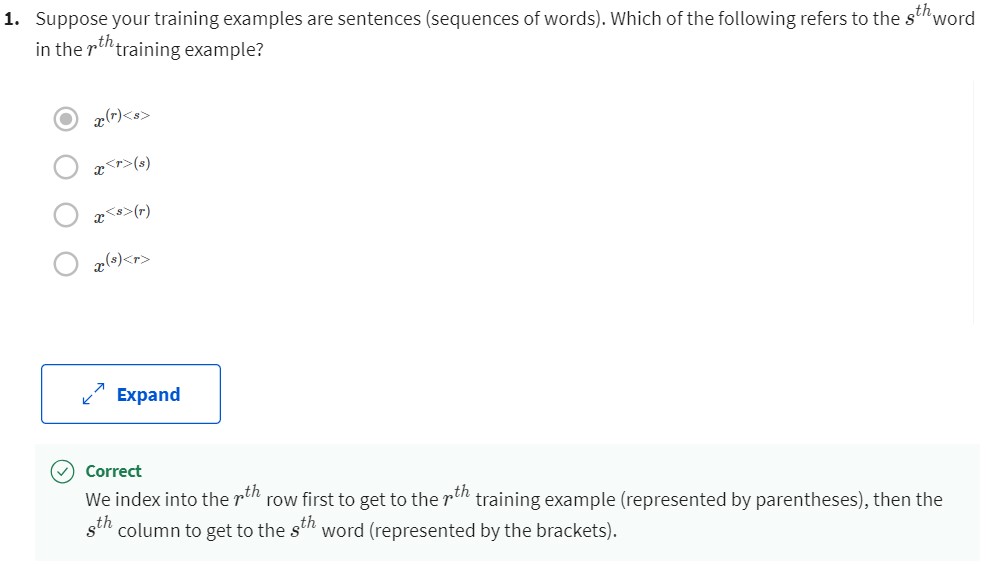 1. Suppose your training examples are sentences (sequences of words). Which of the following refers to the s^th word
in the r^th training example?
x^(r)<s>
x^<r>(s)
x^<s>(r)
x^(s)<r>
Expand
Correct
We index into the r^th row first to get to the r^th training example (represented by parentheses), then the
s^th column to get to the s^th word (represented by the brackets).